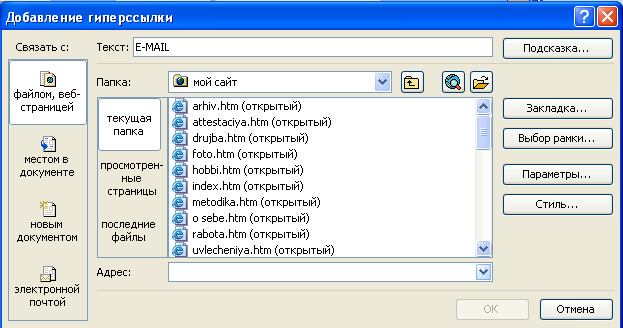 Добавление гиперссылки
Связать с:
Текст: E-MAIL
Подсказка...
файлом, веб-
страницей
местом в
документе
новым
документом
электронной
почтой
Папка: мой сайт
текущая
папка
просмотрен-
ные
страницы
последние
файлы
arhiv.htm (открытый)
attestaciya.htm (открытый)
drujba.htm (открытый)
foto.htm (открытый)
hobbi.htm (открытый)
index.htm (открытый)
metodika.htm (открытый)
o sebe.htm (открытый)
rabota.htm (открытый)
uvlecheniya.htm (открытый)
Закладка...
Выбор рамки...
Параметры...
Стиль...
Адрес:
ОК
Отмена